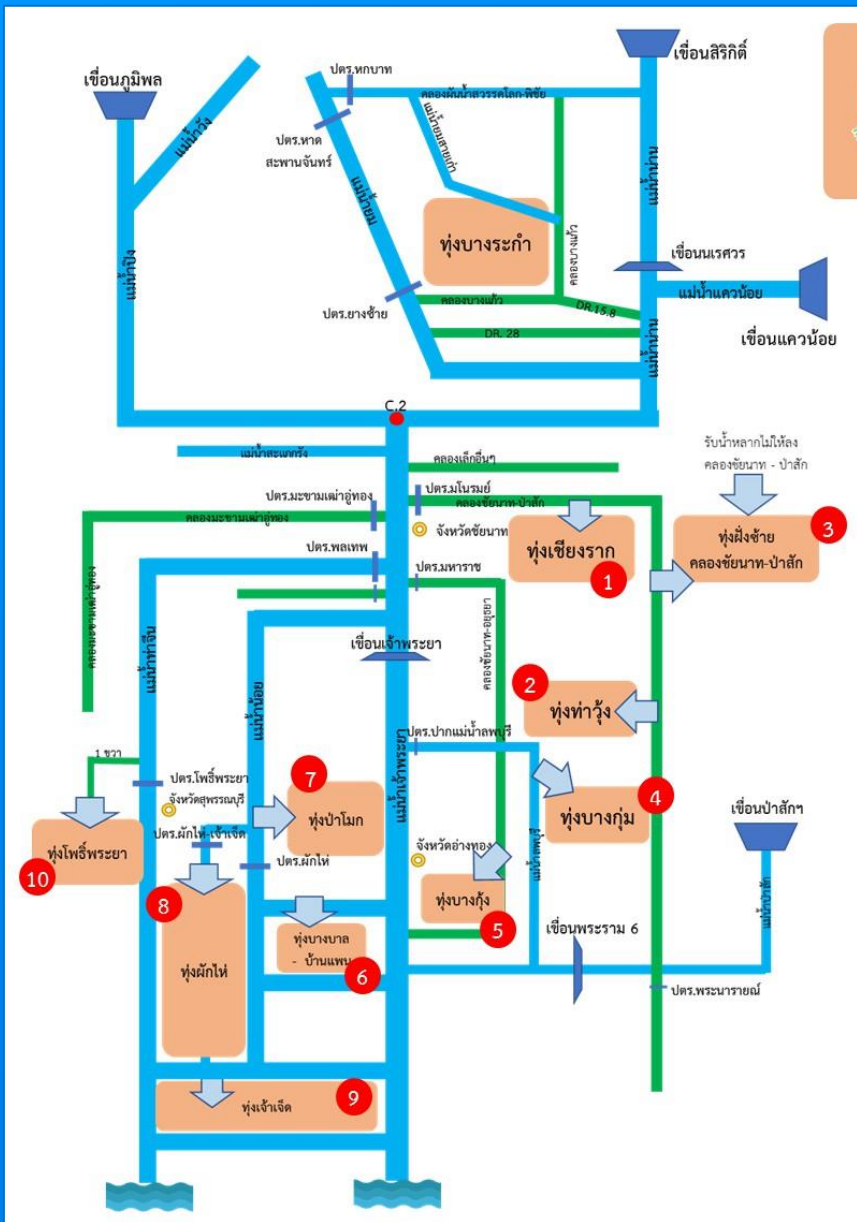 เขื่อนภูมิพล
แม่น้ำวัง
แม่น้ำปิง
ปตร.หกบาท
คลองผันน้ำสวรรคโลก-พิชัย
เขื่อนสิริกิติ์
ปตร.หาด
สะพานจันทร์
แม่น้ำยมสายเก่า
แม่น้ำยม
แม่น้ำน่าน
ทุ่งบางระกำ
คลองบางแก้ว
เขื่อนนเรศวร
แม่น้ำแควน้อย
เขื่อนแควน้อย
ปตร.ยางซ้าย
คลองบางแก้ว
DR.15.8
DR. 28
แม่น้ำน่าน
C.2
แม่น้ำสะแกกรัง
คลองเล็กอื่นๆ
รับน้ำหลากไม่ให้ลง
คลองชัยนาท - ป่าสัก
ปตร.มะขามเฒ่าอู่ทอง
คลองมะขามเฒ่าอู่ทอง
ปตร.มโนรมย์
คลองชัยนาท-ป่าสัก
จังหวัดชัยนาท
ทุ่งเชียงราก
1
ทุ่งฝั่งซ้าย
คลองชัยนาท-ป่าสัก
3
ปตร.พลเทพ
ปตร.มหาราช
คลองมะขามเฒ่าอู่ทอง
แม่น้ำท่าจีน
แม่น้ำน้อย
เขื่อนเจ้าพระยา
คลองชัยนาท-อยุธยา
2
ทุ่งท่าวุ้ง
แม่น้ำเจ้าพระยา
ปตร.ปากแม่น้ำลพบุรี
1 ขวา
ปตร.โพธิ์พระยา
จังหวัดสุพรรณบุรี
7
ทุ่งป่าโมก
ทุ่งบางกุ่ม
4
แม่น้ำลพบุรี
เขื่อนป่าสักฯ
แม่น้ำป่าสัก
ทุ่งโพธิ์พระยา
10
ปตร.ผักไห่-เจ้าเจ็ด
ปตร.ผักไห่
จังหวัดอ่างทอง
ทุ่งบางกุ้ง
5
8
ทุ่งผักไห่
ทุ่งบางบาล
- บ้านแพน
6
เขื่อนพระราม 6
ปตร.พระนารายณ์
ทุ่งเจ้าเจ็ด
9